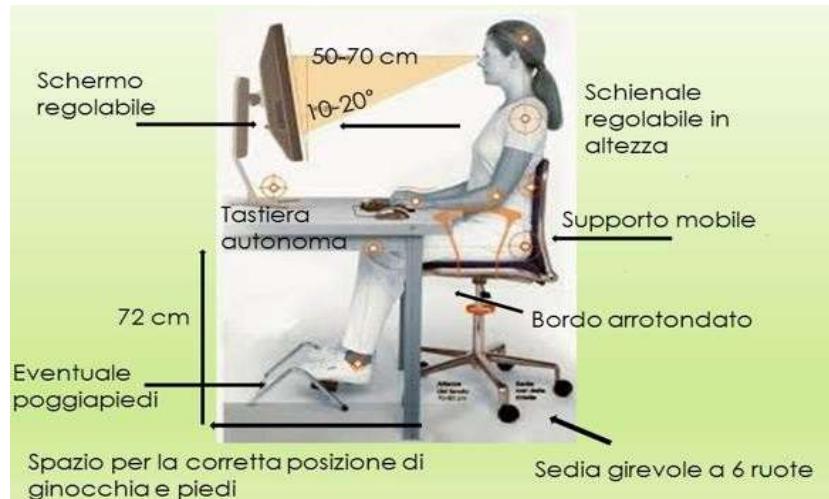 50-70 cm
10-20°
Schermo
regolabile
Schienale
regolabile in
altezza
Tastiera
autonoma
Supporto mobile
72 cm
Bordo arrotondato
Eventuale
poggiapiedi
Spazio per la corretta posizione di
ginocchia e piedi
Sedia girevole a 6 ruote